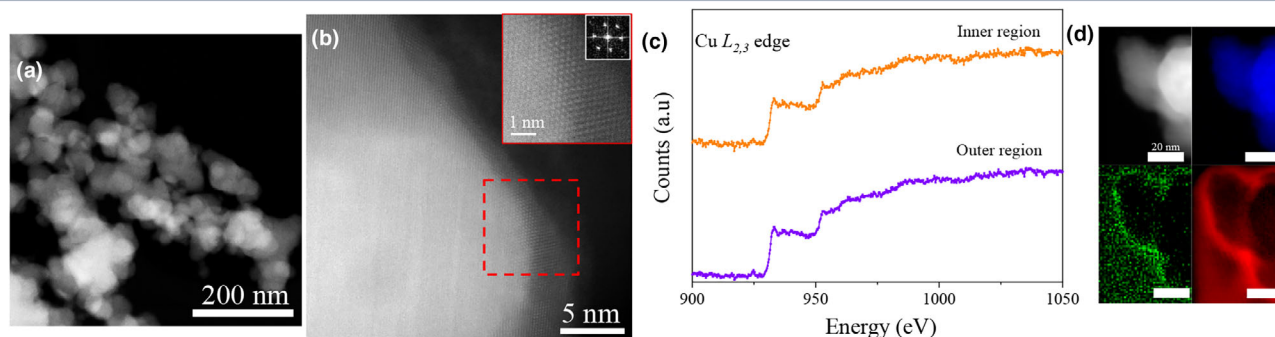 (a)
200 nm
(b)
1 nm
5 nm
(c)
Cu L2,3 edge
Inner region
Outer region
Counts (a.u)
900
950
1000
1050
Energy (eV)
(d)
20 nm